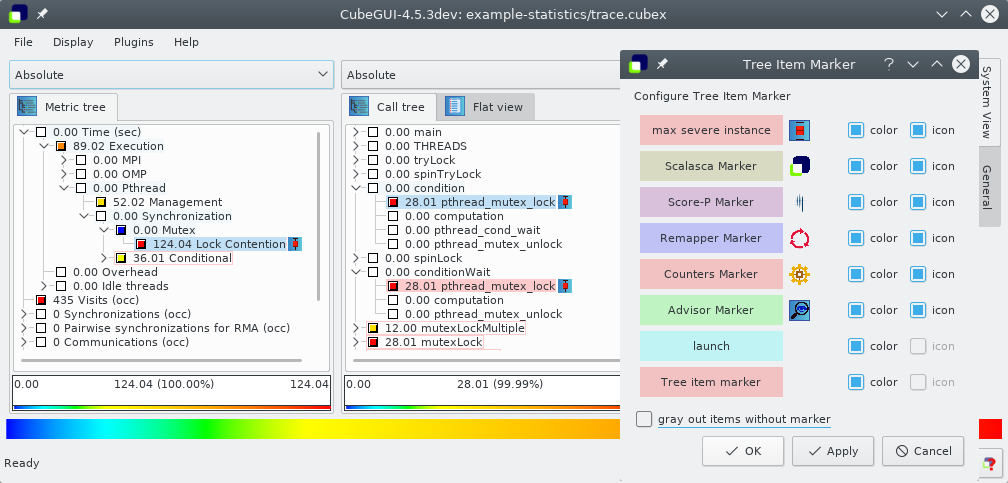 CubeGUI-4.5.3dev: example-statistics/trace.cubex
File Display Plugins Help
Absolute
Metric tree
0.00 Time (sec)
89.02 Execution
0.00 MPI
0.00 OMP
0.00 Pthread
52.02 Management
0.00 Synchronization
0.00 Mutex
124.04 Lock Contention
36.01 Conditional
0.00 Overhead
0.00 Idle threads
435 Visits (occ)
0 Synchronizations (occ)
0 Pairwise synchronizations for RMA (occ)
0 Communications (occ)
0.00 124.04 (100.00%) 124.04
Absolute
Call tree Flat view
0.00 main
0.00 THREADS
0.00 tryLock
0.00 spinTryLock
0.00 condition
28.01 pthread_mutex_lock
0.00 computation
0.00 pthread_cond_wait
0.00 pthread_mutex_unlock
0.00 spinLock
0.00 conditionWait
28.01 pthread_mutex_lock
0.00 computation
0.00 pthread_mutex_unlock
12.00 mutexLockMultiple
28.01 mutexLock
0.00 28.01 (99.99%)
Tree Item Marker
Configure Tree Item Marker
max severe instance color icon
Scalasca Marker color icon
Score-P Marker color icon
Remapper Marker color icon
Counters Marker color icon
Advisor Marker color icon
launch color icon
Tree item marker color icon
gray out items without marker
OK Apply Cancel
System View
General
Ready